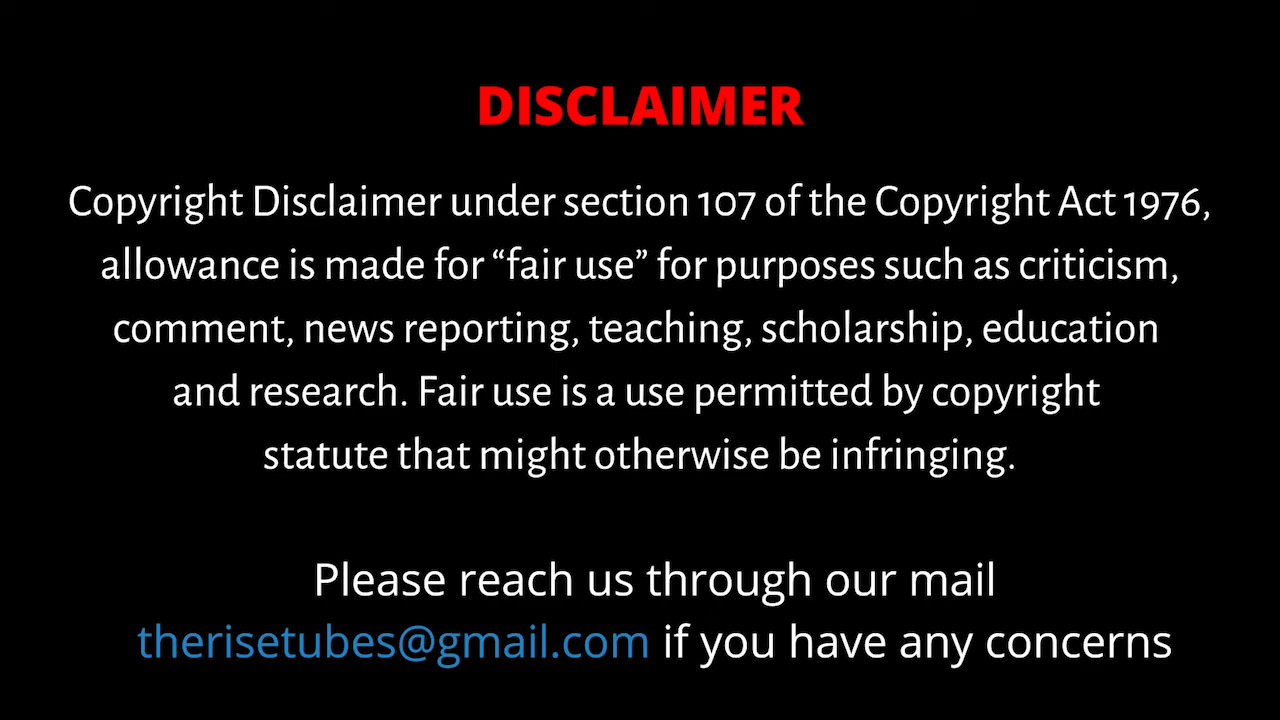 DISCLAIMER
Copyright Disclaimer under section 107 of the Copyright Act 1976,
allowance is made for “fair use” for purposes such as criticism,
comment, news reporting, teaching, scholarship, education
and research. Fair use is a use permitted by copyright
statute that might otherwise be infringing.
Please reach us through our mail
therisetubes@gmail.com if you have any concerns